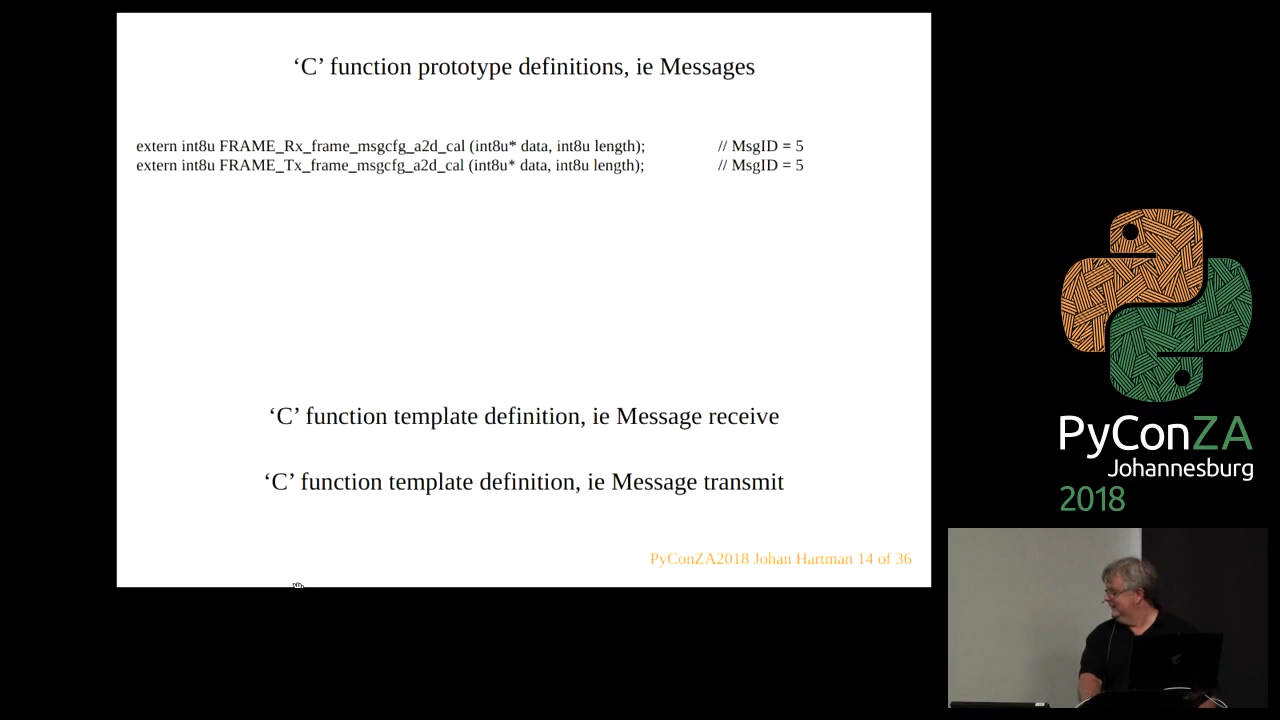 ‘C’ function prototype definitions, ie Messages
extern int8u FRAME_Rx_frame_msgcfg_a2d_cal (int8u* data, int8u length); // MsgID = 5
extern int8u FRAME_Tx_frame_msgcfg_a2d_cal (int8u* data, int8u length); // MsgID = 5
‘C’ function template definition, ie Message receive
‘C’ function template definition, ie Message transmit
PyConZA2018 Johan Hartman 14 of 36
PyConZA
Johannesburg
2018